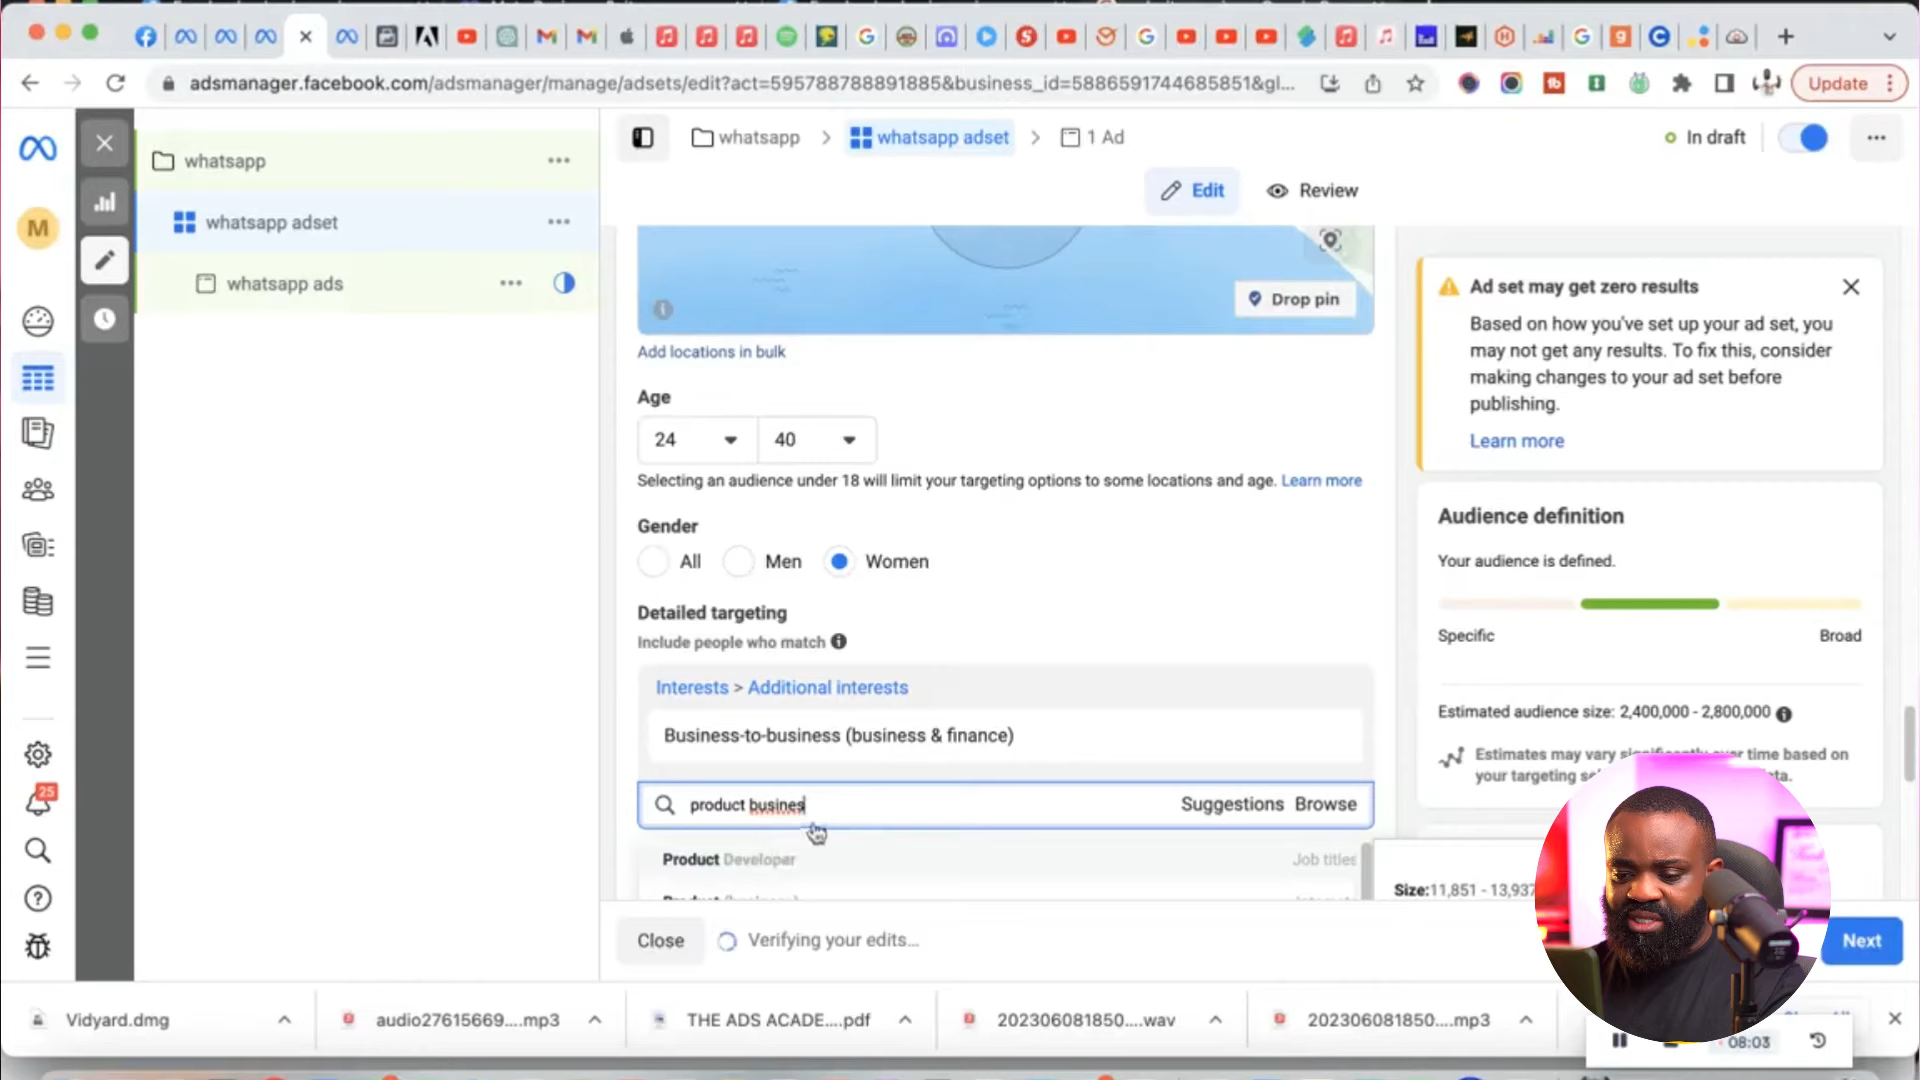 adsmanager.facebook.com/adsmanager/manage/adsets/edit?act=595788788891885&business_id=5886591744685851&gl...
Update
whatsapp
whatsapp adset
whatsapp ads
M
25
whatsapp > whatsapp adset > 1 Ad
In draft
Edit
Review
Drop pin
Add locations in bulk
Age
24
40
Selecting an audience under 18 will limit your targeting options to some locations and age. Learn more
Gender
All
Men
Women
Detailed targeting
Include people who match
Interests > Additional interests
Business-to-business (business & finance)
product busines
Suggestions
Browse
Product Developer
Job titles
Size:11,851 - 13,937
Close
Verifying your edits...
Next
Ad set may get zero results
Based on how you've set up your ad set, you
may not get any results. To fix this, consider
making changes to your ad set before
publishing.
Learn more
Audience definition
Your audience is defined.
Specific
Broad
Estimated audience size: 2,400,000 - 2,800,000
Estimates may vary significantly over time based on
your targeting
Vidyard.dmg
audio27615669....mp3
THE ADS ACADE....pdf
202306081850....wav
202306081850....mp3
08:03